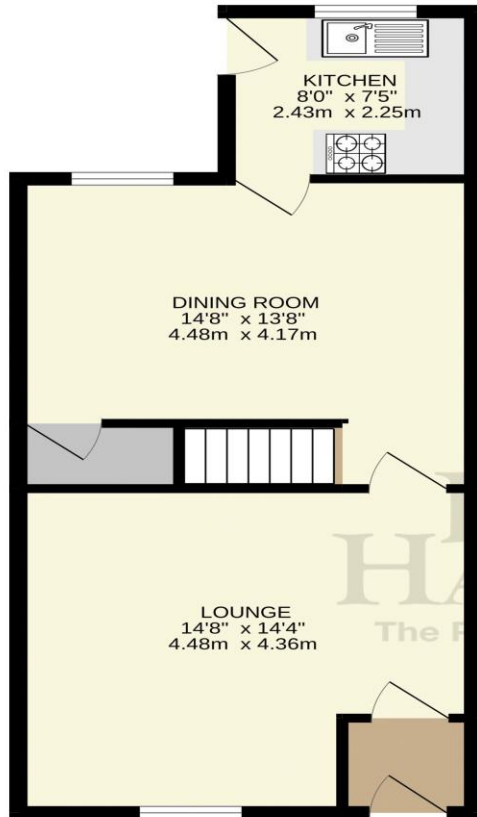 KITCHEN
8'0" x 7'5"
2.43m x 2.25m
DINING ROOM
14'8" x 13'8"
4.48m x 4.17m
LOUNGE
14'8" x 14'4"
4.48m x 4.36m
The